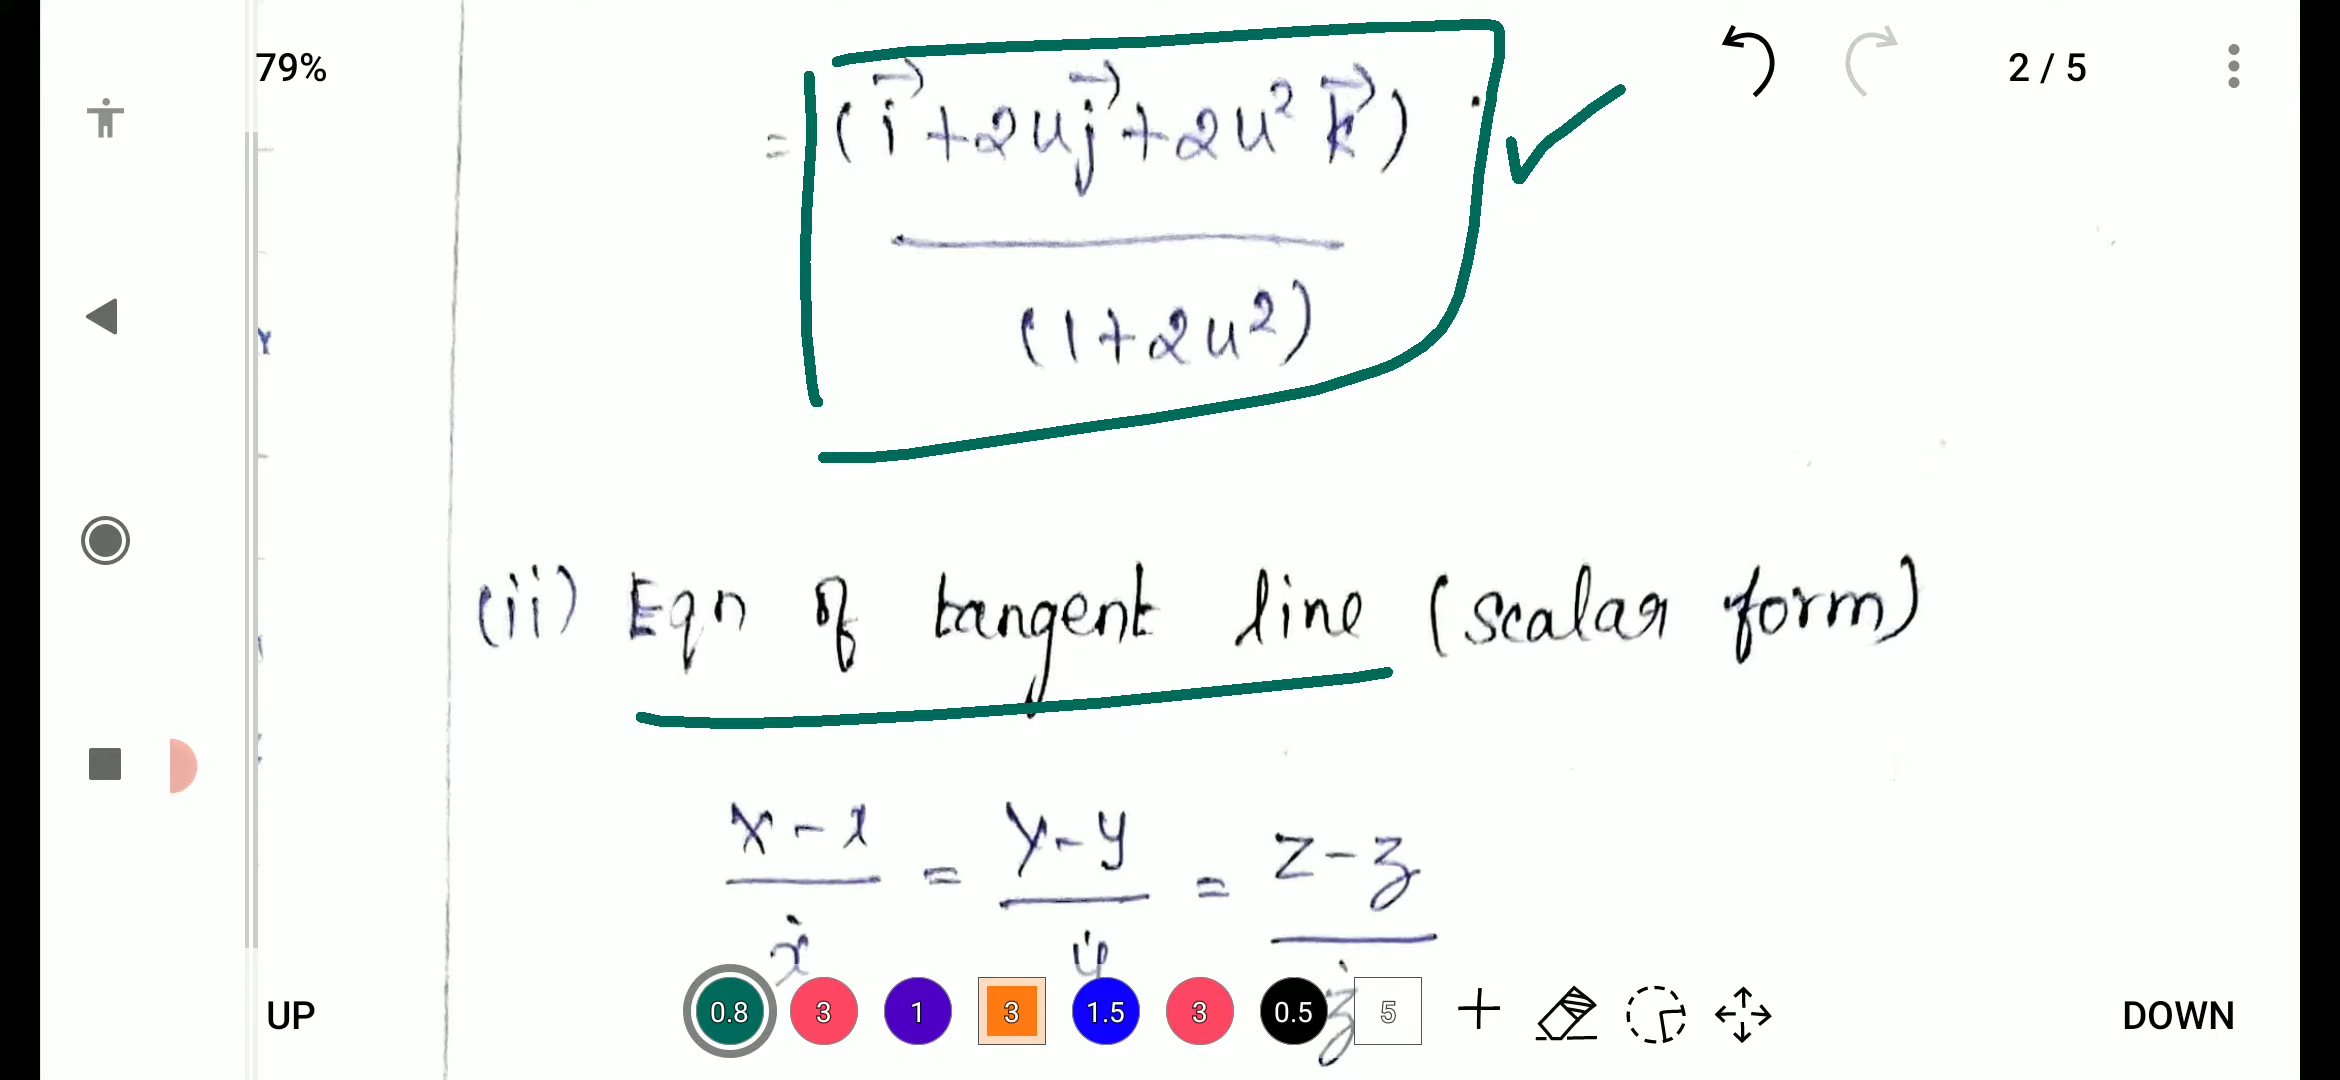 79%
2 / 5
= (i⃗ + 2uj⃗ + 2u² k⃗) .
(1+2u²)
Y
(ii) Eqn of tangent line (scalar form)
X - x = Y - y = Z - z
ẋ ẏ ż
UP 0.8 3 1 3 1.5 3 0.5 5 DOWN